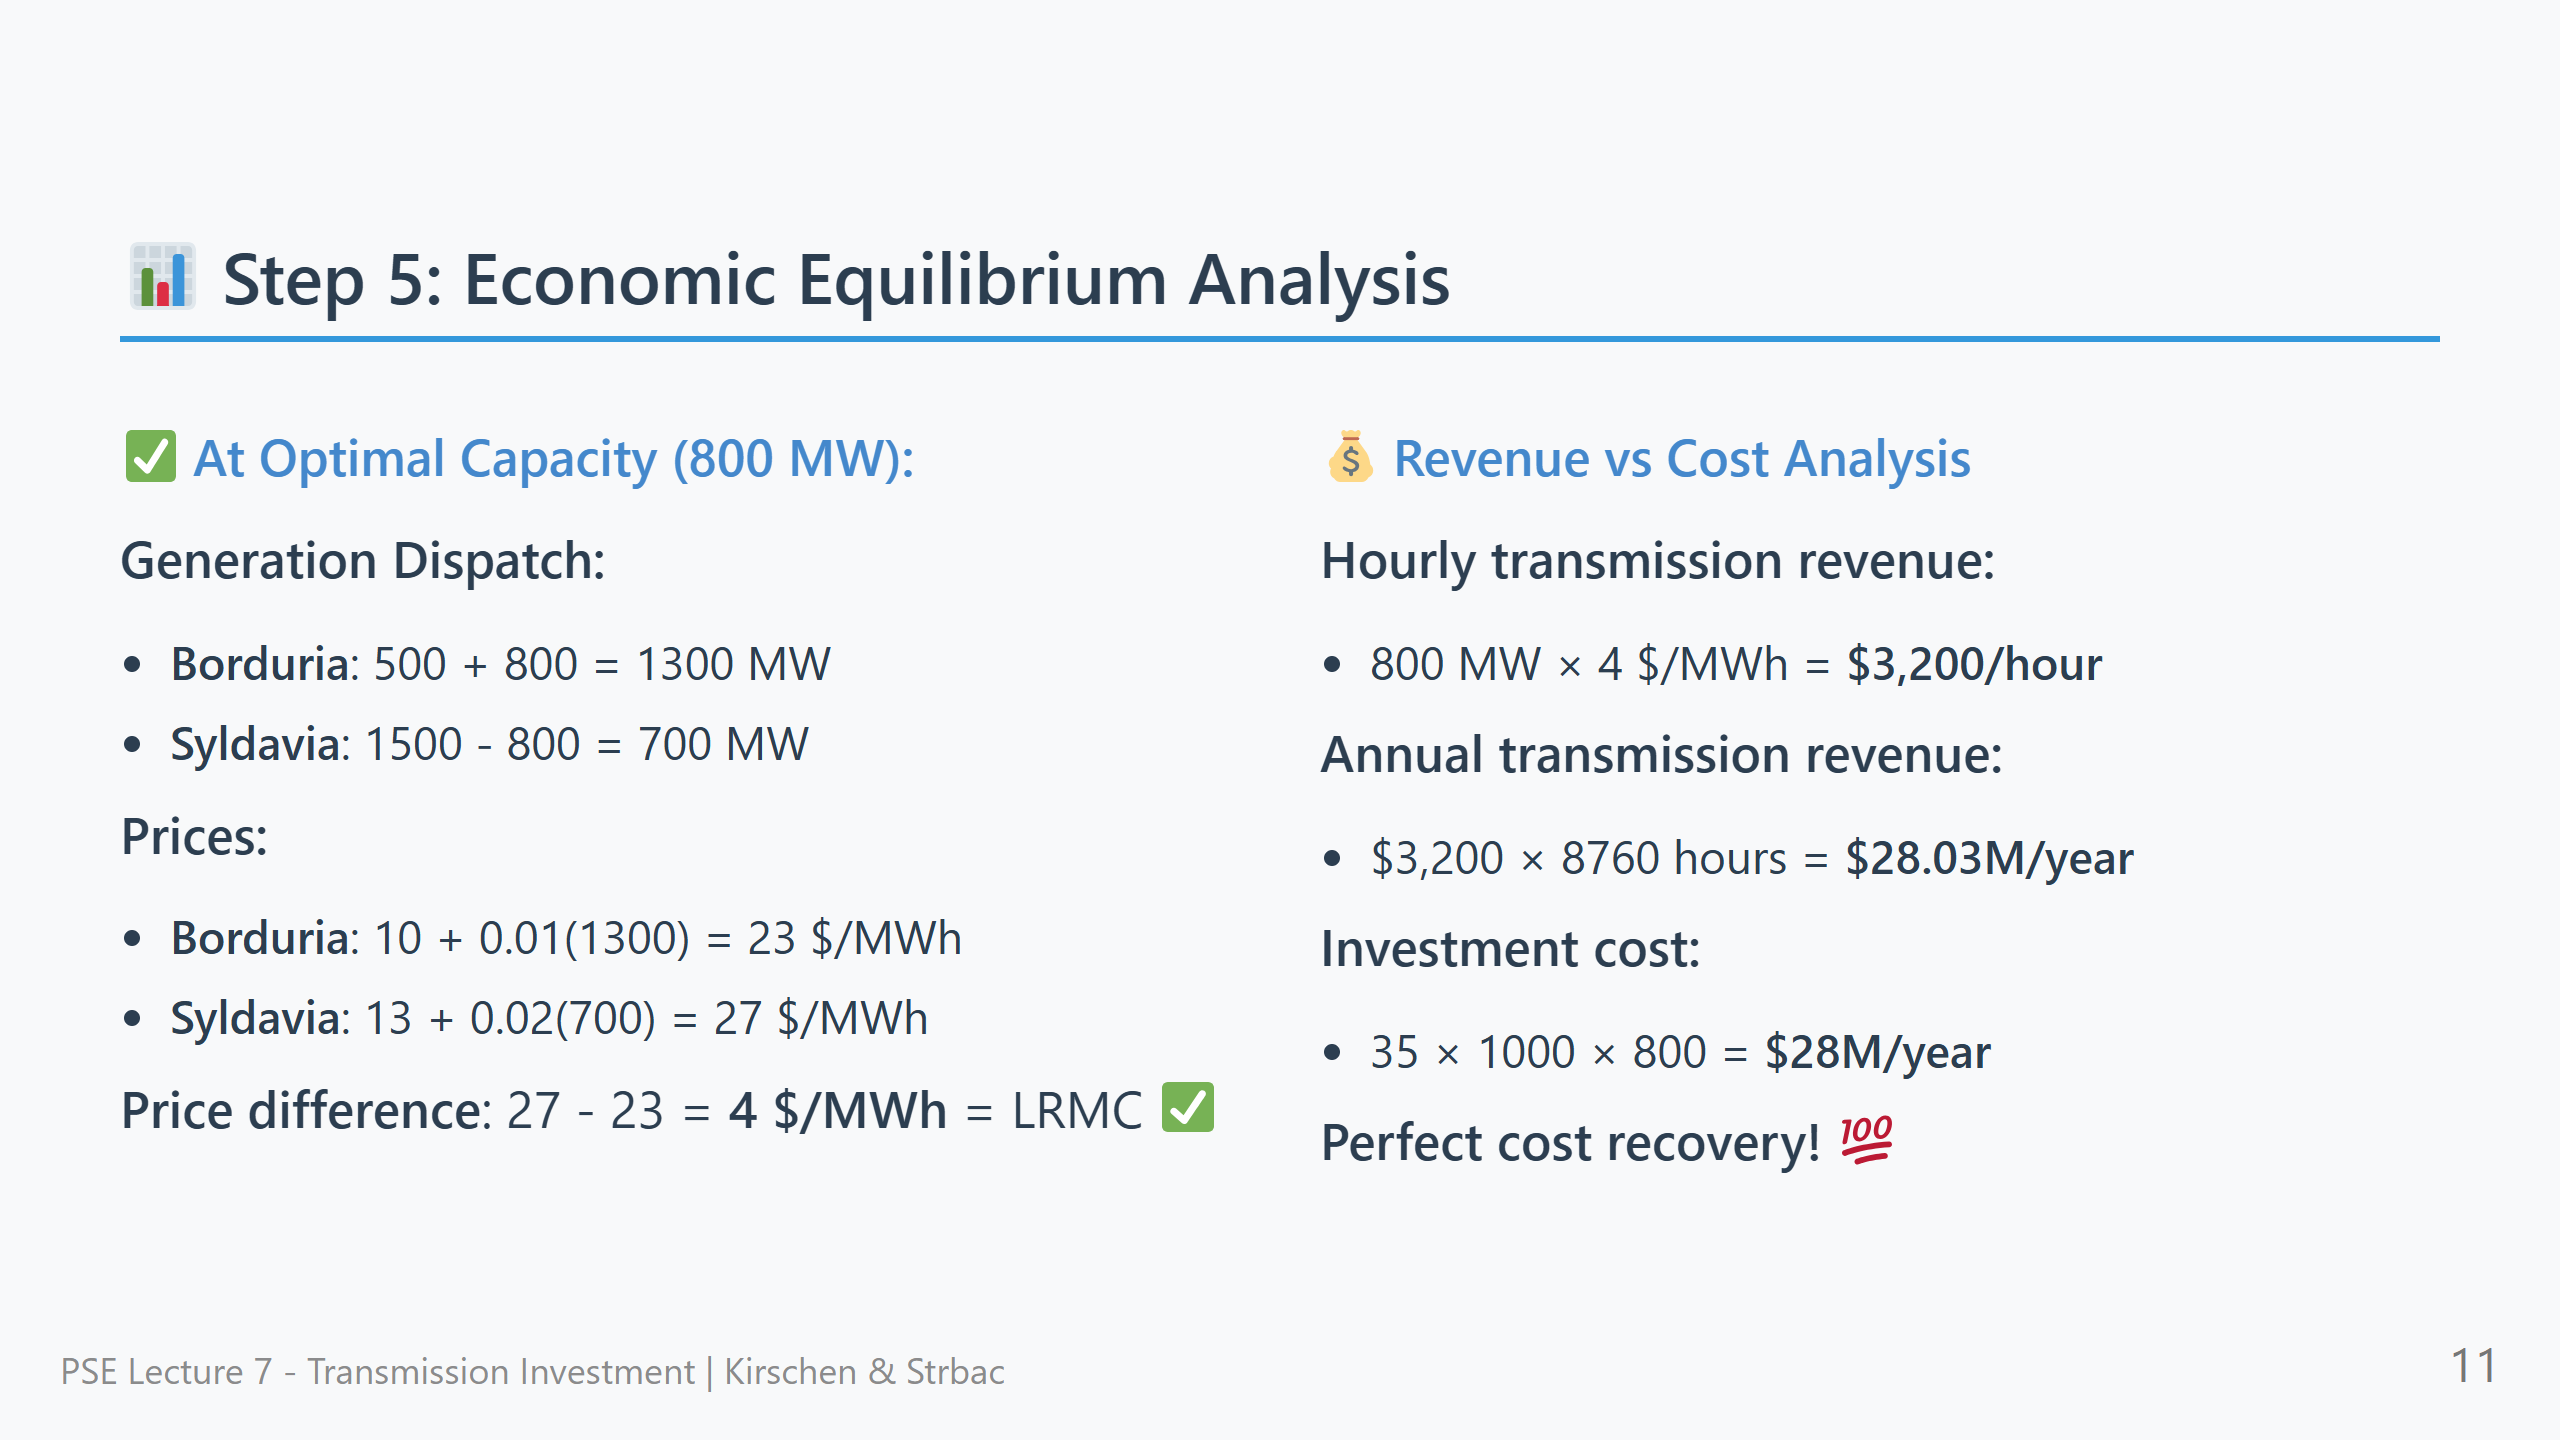 Step 5: Economic Equilibrium Analysis
At Optimal Capacity (800 MW):
Generation Dispatch:
• Borduria: 500 + 800 = 1300 MW
• Syldavia: 1500 - 800 = 700 MW
Prices:
• Borduria: 10 + 0.01(1300) = 23 $/MWh
• Syldavia: 13 + 0.02(700) = 27 $/MWh
Price difference: 27 - 23 = 4 $/MWh = LRMC ✅
💰 Revenue vs Cost Analysis
Hourly transmission revenue:
• 800 MW × 4 $/MWh = $3,200/hour
Annual transmission revenue:
• $3,200 × 8760 hours = $28.03M/year
Investment cost:
• 35 × 1000 × 800 = $28M/year
Perfect cost recovery! 💯
PSE Lecture 7 - Transmission Investment | Kirschen & Strbac
11